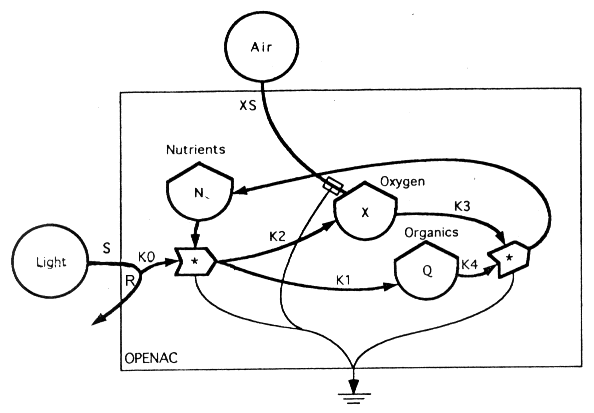 Air
XS
Nutrients
N
Oxygen
X
K2
K3
Organics
Light
S
K0
*
R
K1
Q
K4
*
OPENAC